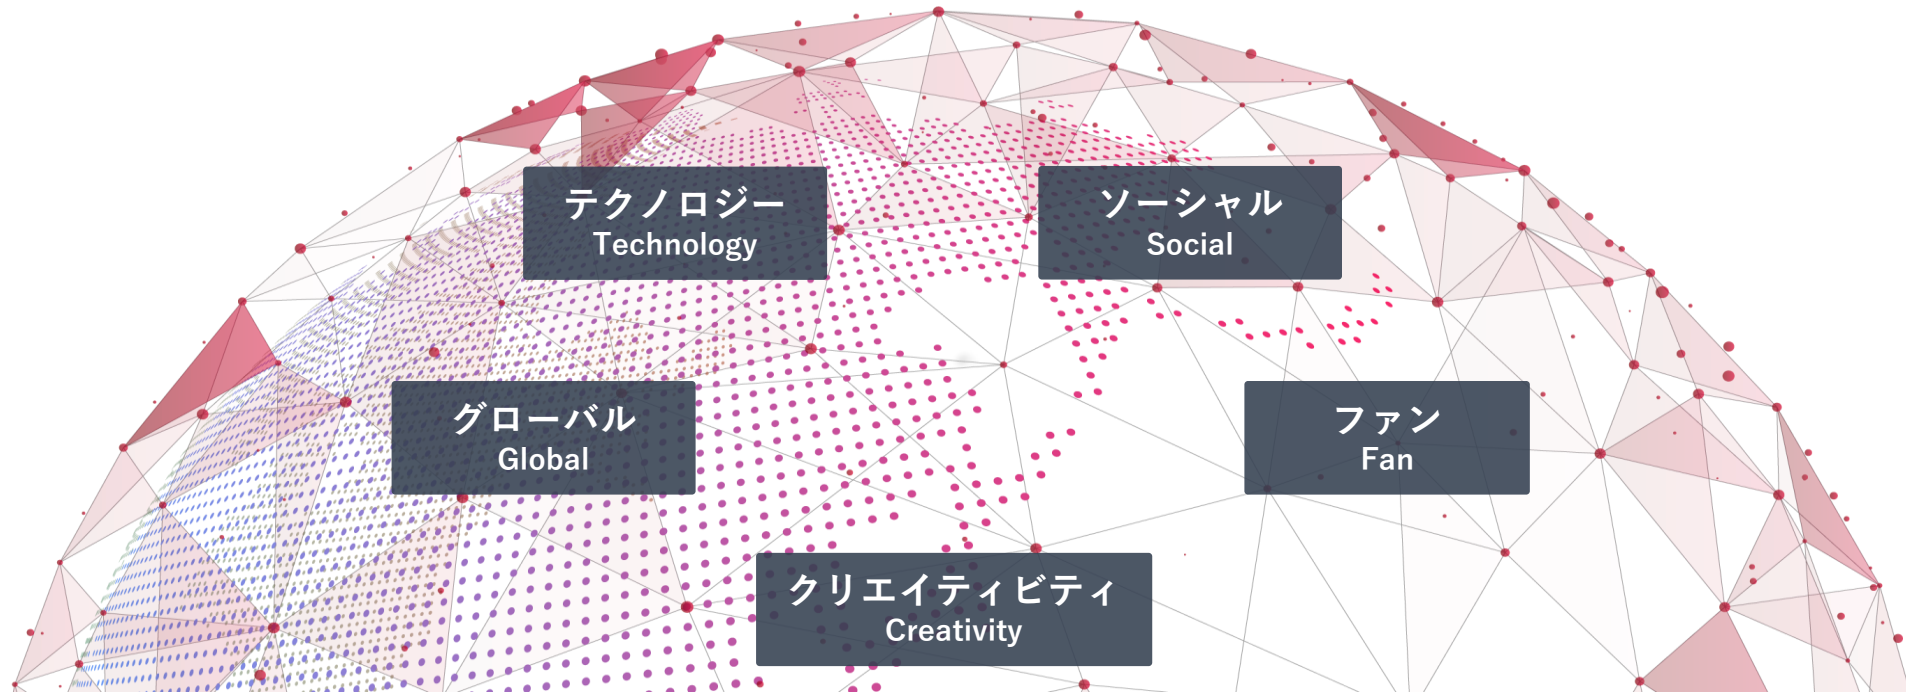 テクノロジー
Technology
ソーシャル
Social
グローバル
Global
ファン
Fan
クリエイティビティ
Creativity